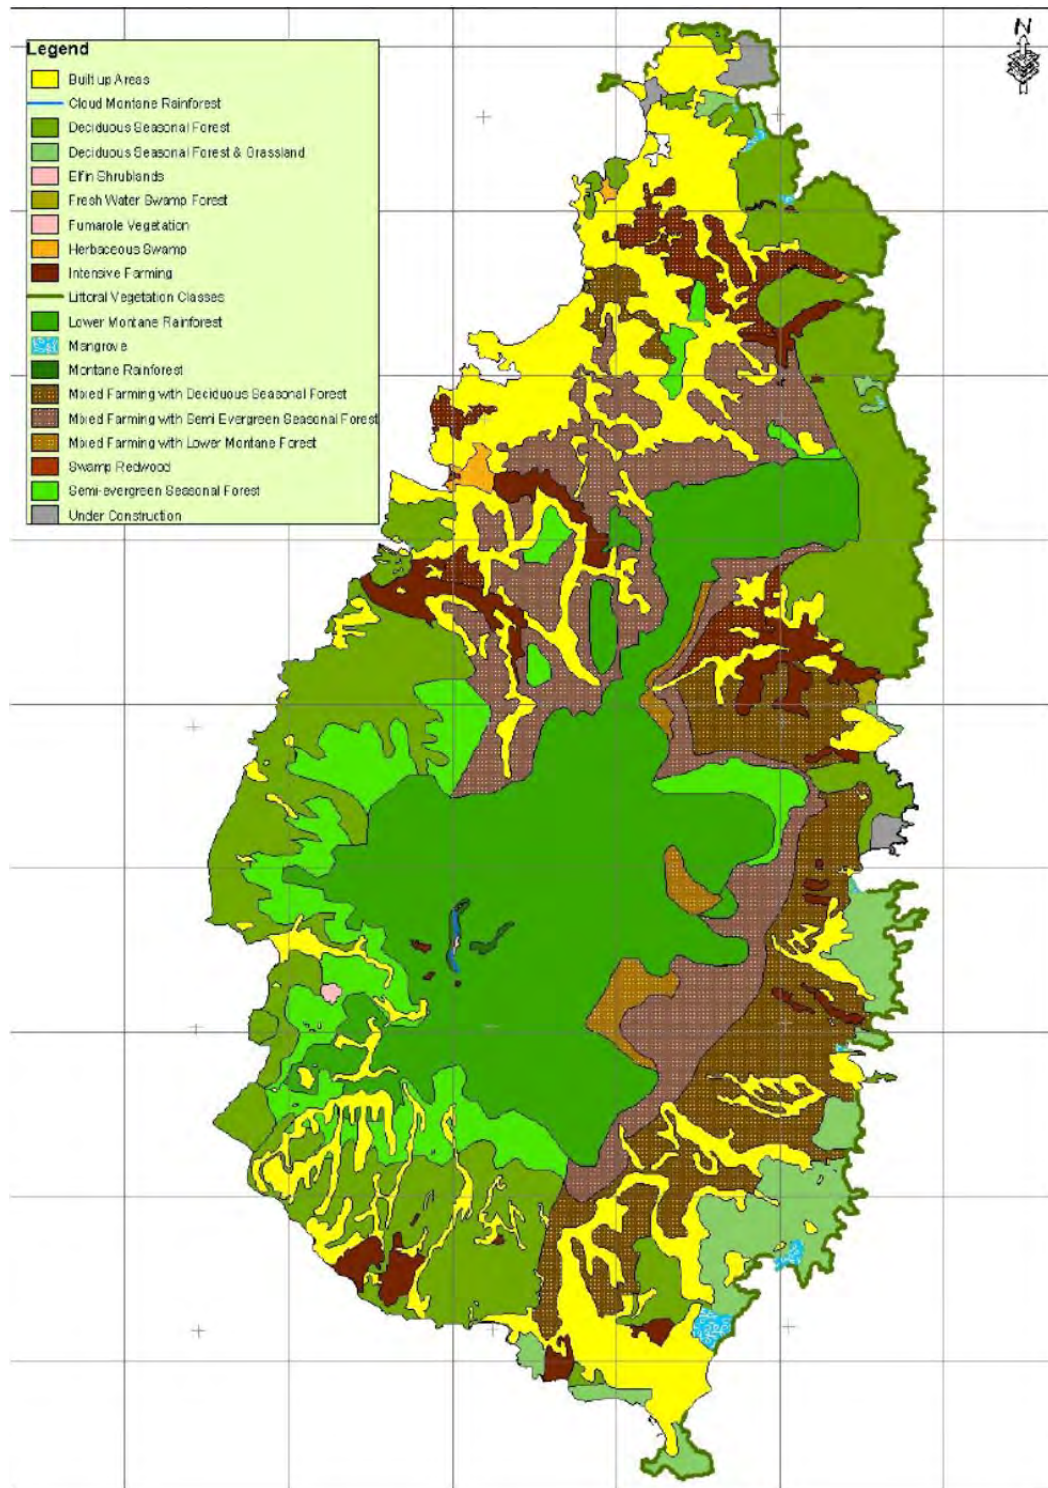 N
Legend
Built up Areas
Cloud Montane Rainforest
Deciduous Seasonal Forest
Deciduous Seasonal Forest & Grassland
Elfin Shrublands
Fresh Water Swamp Forest
Fumarole Vegetation
Herbaceous Swamp
Intensive Farming
Littoral Vegetation Classes
Lower Montane Rainforest
Mangrove
Montane Rainforest
Mixed Farming with Deciduous Seasonal Forest
Mixed Farming with Semi Evergreen Seasonal Forest
Mixed Farming with Lower Montane Forest
Swamp Redwood
Semi-evergreen Seasonal Forest
Under Construction